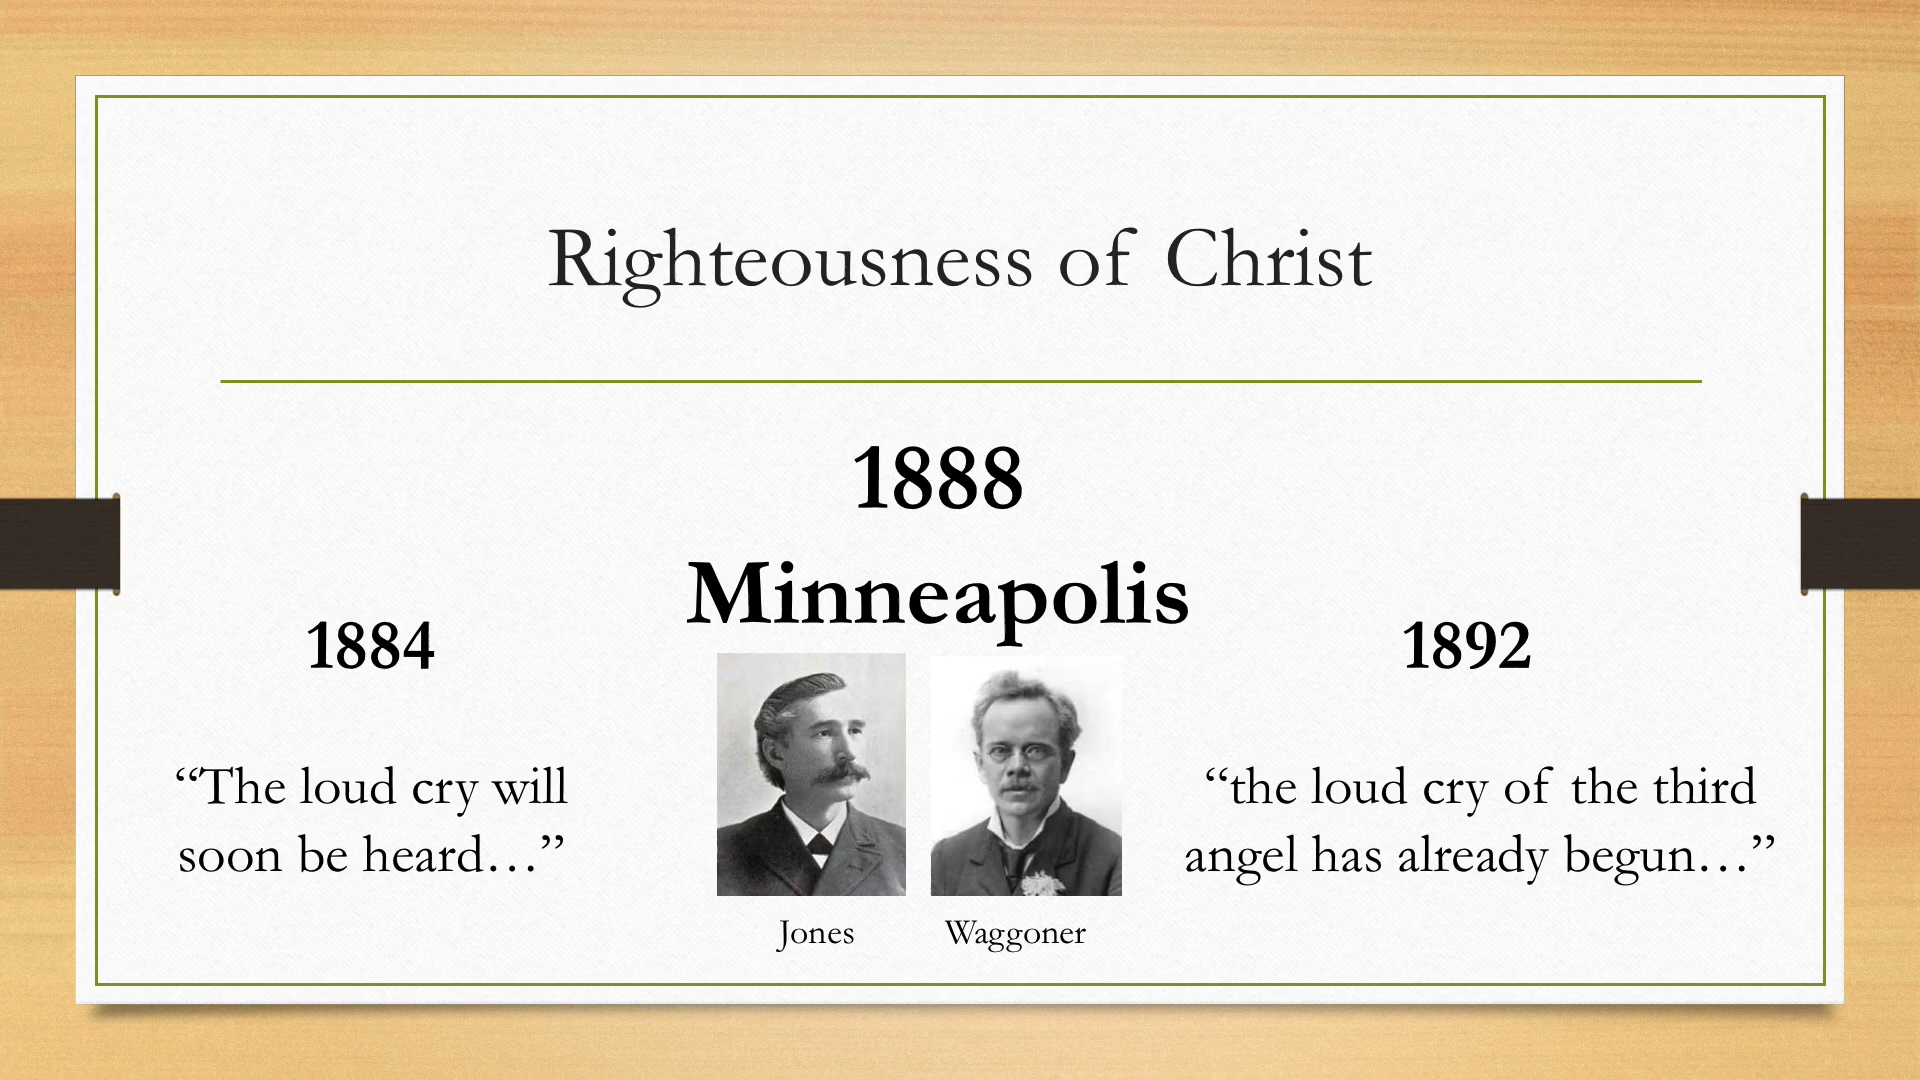 Righteousness of Christ
1888
Minneapolis
1884
“The loud cry will
soon be heard…”
Jones
Waggoner
1892
“the loud cry of the third
angel has already begun…”